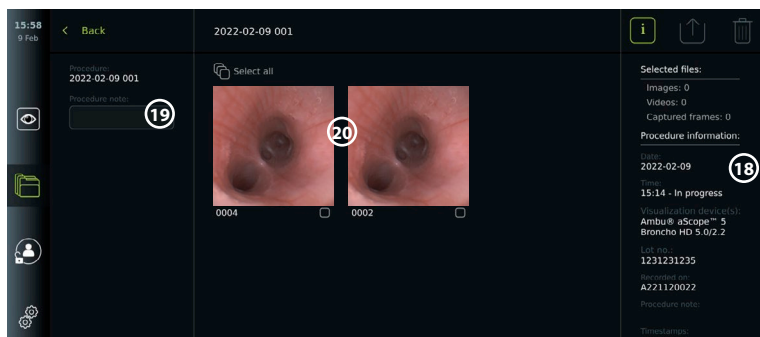 15:58
9 Feb
Back
2022-02-09 001
i
Procedure:
2022-02-09 001
Procedure note:
19
Select all
20
0004
0002
Selected files:
Images: 0
Videos: 0
Captured frames: 0
Procedure information:
Date:
2022-02-09
18
Time:
15:14 - In progress
Visualization device(s):
Ambu® aScope™ 5
Broncho HD 5.0/2.2
Lot no.:
1231231235
Recorded on:
A221120022
Procedure note:
Timestamps: